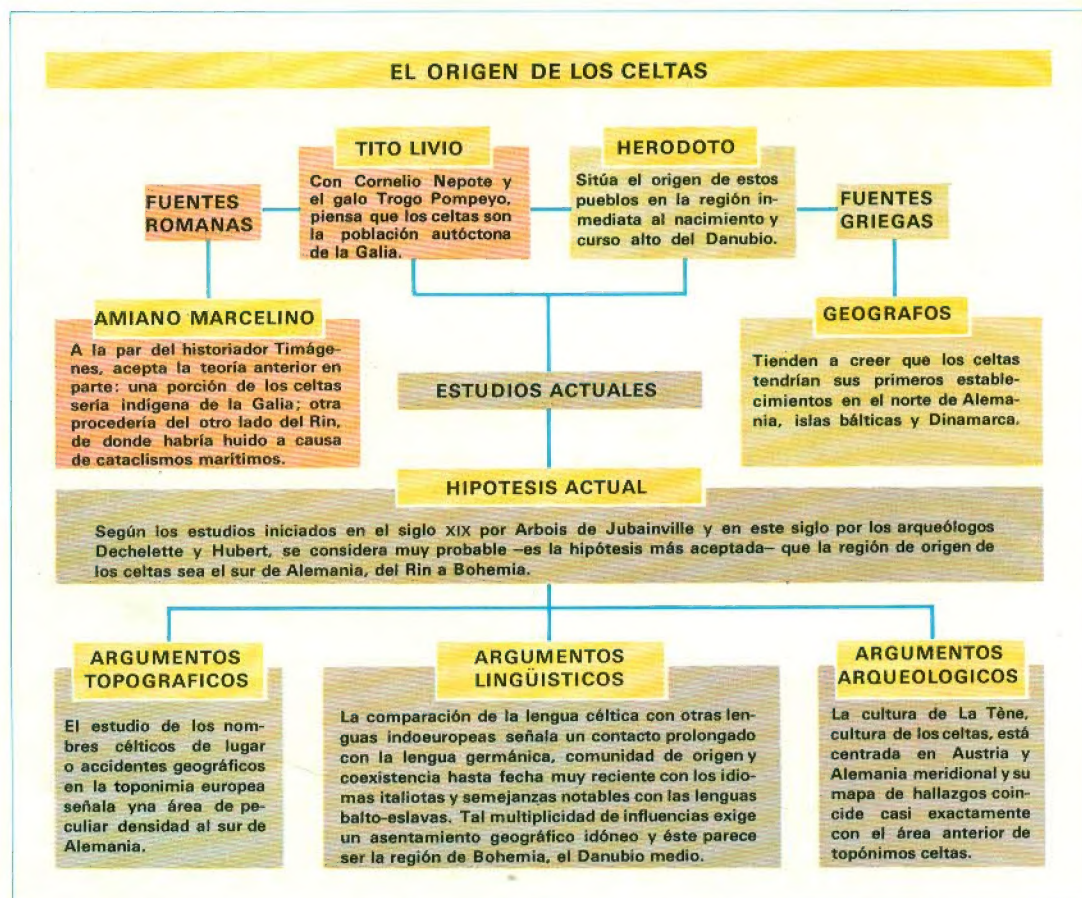 EL ORIGEN DE LOS CELTAS
TITO LIVIO
Con Cornelio Nepote y
el galo Trogo Pompeyo,
piensa que los celtas son
la población autóctona
de la Galia.
HERODOTO
Sitúa el origen de estos
pueblos en la región in-
mediata al nacimiento y
curso alto del Danubio.
FUENTES
ROMANAS
FUENTES
GRIEGAS
AMIANO MARCELINO
A la par del historiador Timáge-
nes, acepta la teoría anterior en
parte: una porción de los celtas
sería indígena de la Galia; otra
procedería del otro lado del Rin,
de donde habría huido a causa
de cataclismos marítimos.
GEOGRAFOS
Tienden a creer que los celtas
tendrían sus primeros estable-
cimientos en el norte de Alema-
nia, islas bálticas y Dinamarca.
ESTUDIOS ACTUALES
HIPOTESIS ACTUAL
Según los estudios iniciados en el siglo XIX por Arbois de Jubainville y en este siglo por los arqueólogos
Dechelette y Hubert, se considera muy probable –es la hipótesis más aceptada– que la región de origen de
los celtas sea el sur de Alemania, del Rin a Bohemia.
ARGUMENTOS
TOPOGRAFICOS
El estudio de los nom-
bres célticos de lugar
o accidentes geográficos
en la toponimia europea
señala yna área de pe-
culiar densidad al sur de
Alemania.
ARGUMENTOS
LINGÜISTICOS
La comparación de la lengua céltica con otras len-
guas indoeuropeas señala un contacto prolongado
con la lengua germánica, comunidad de origen y
coexistencia hasta fecha muy reciente con los idio-
mas italiotas y semejanzas notables con las lenguas
balto-eslavas. Tal multiplicidad de influencias exige
un asentamiento geográfico idóneo y éste parece
ser la región de Bohemia, el Danubio medio.
ARGUMENTOS
ARQUEOLOGICOS
La cultura de La Tène,
cultura de los celtas, está
centrada en Austria y
Alemania meridional y su
mapa de hallazgos coin-
cide casi exactamente
con el área anterior de
topónimos celtas.